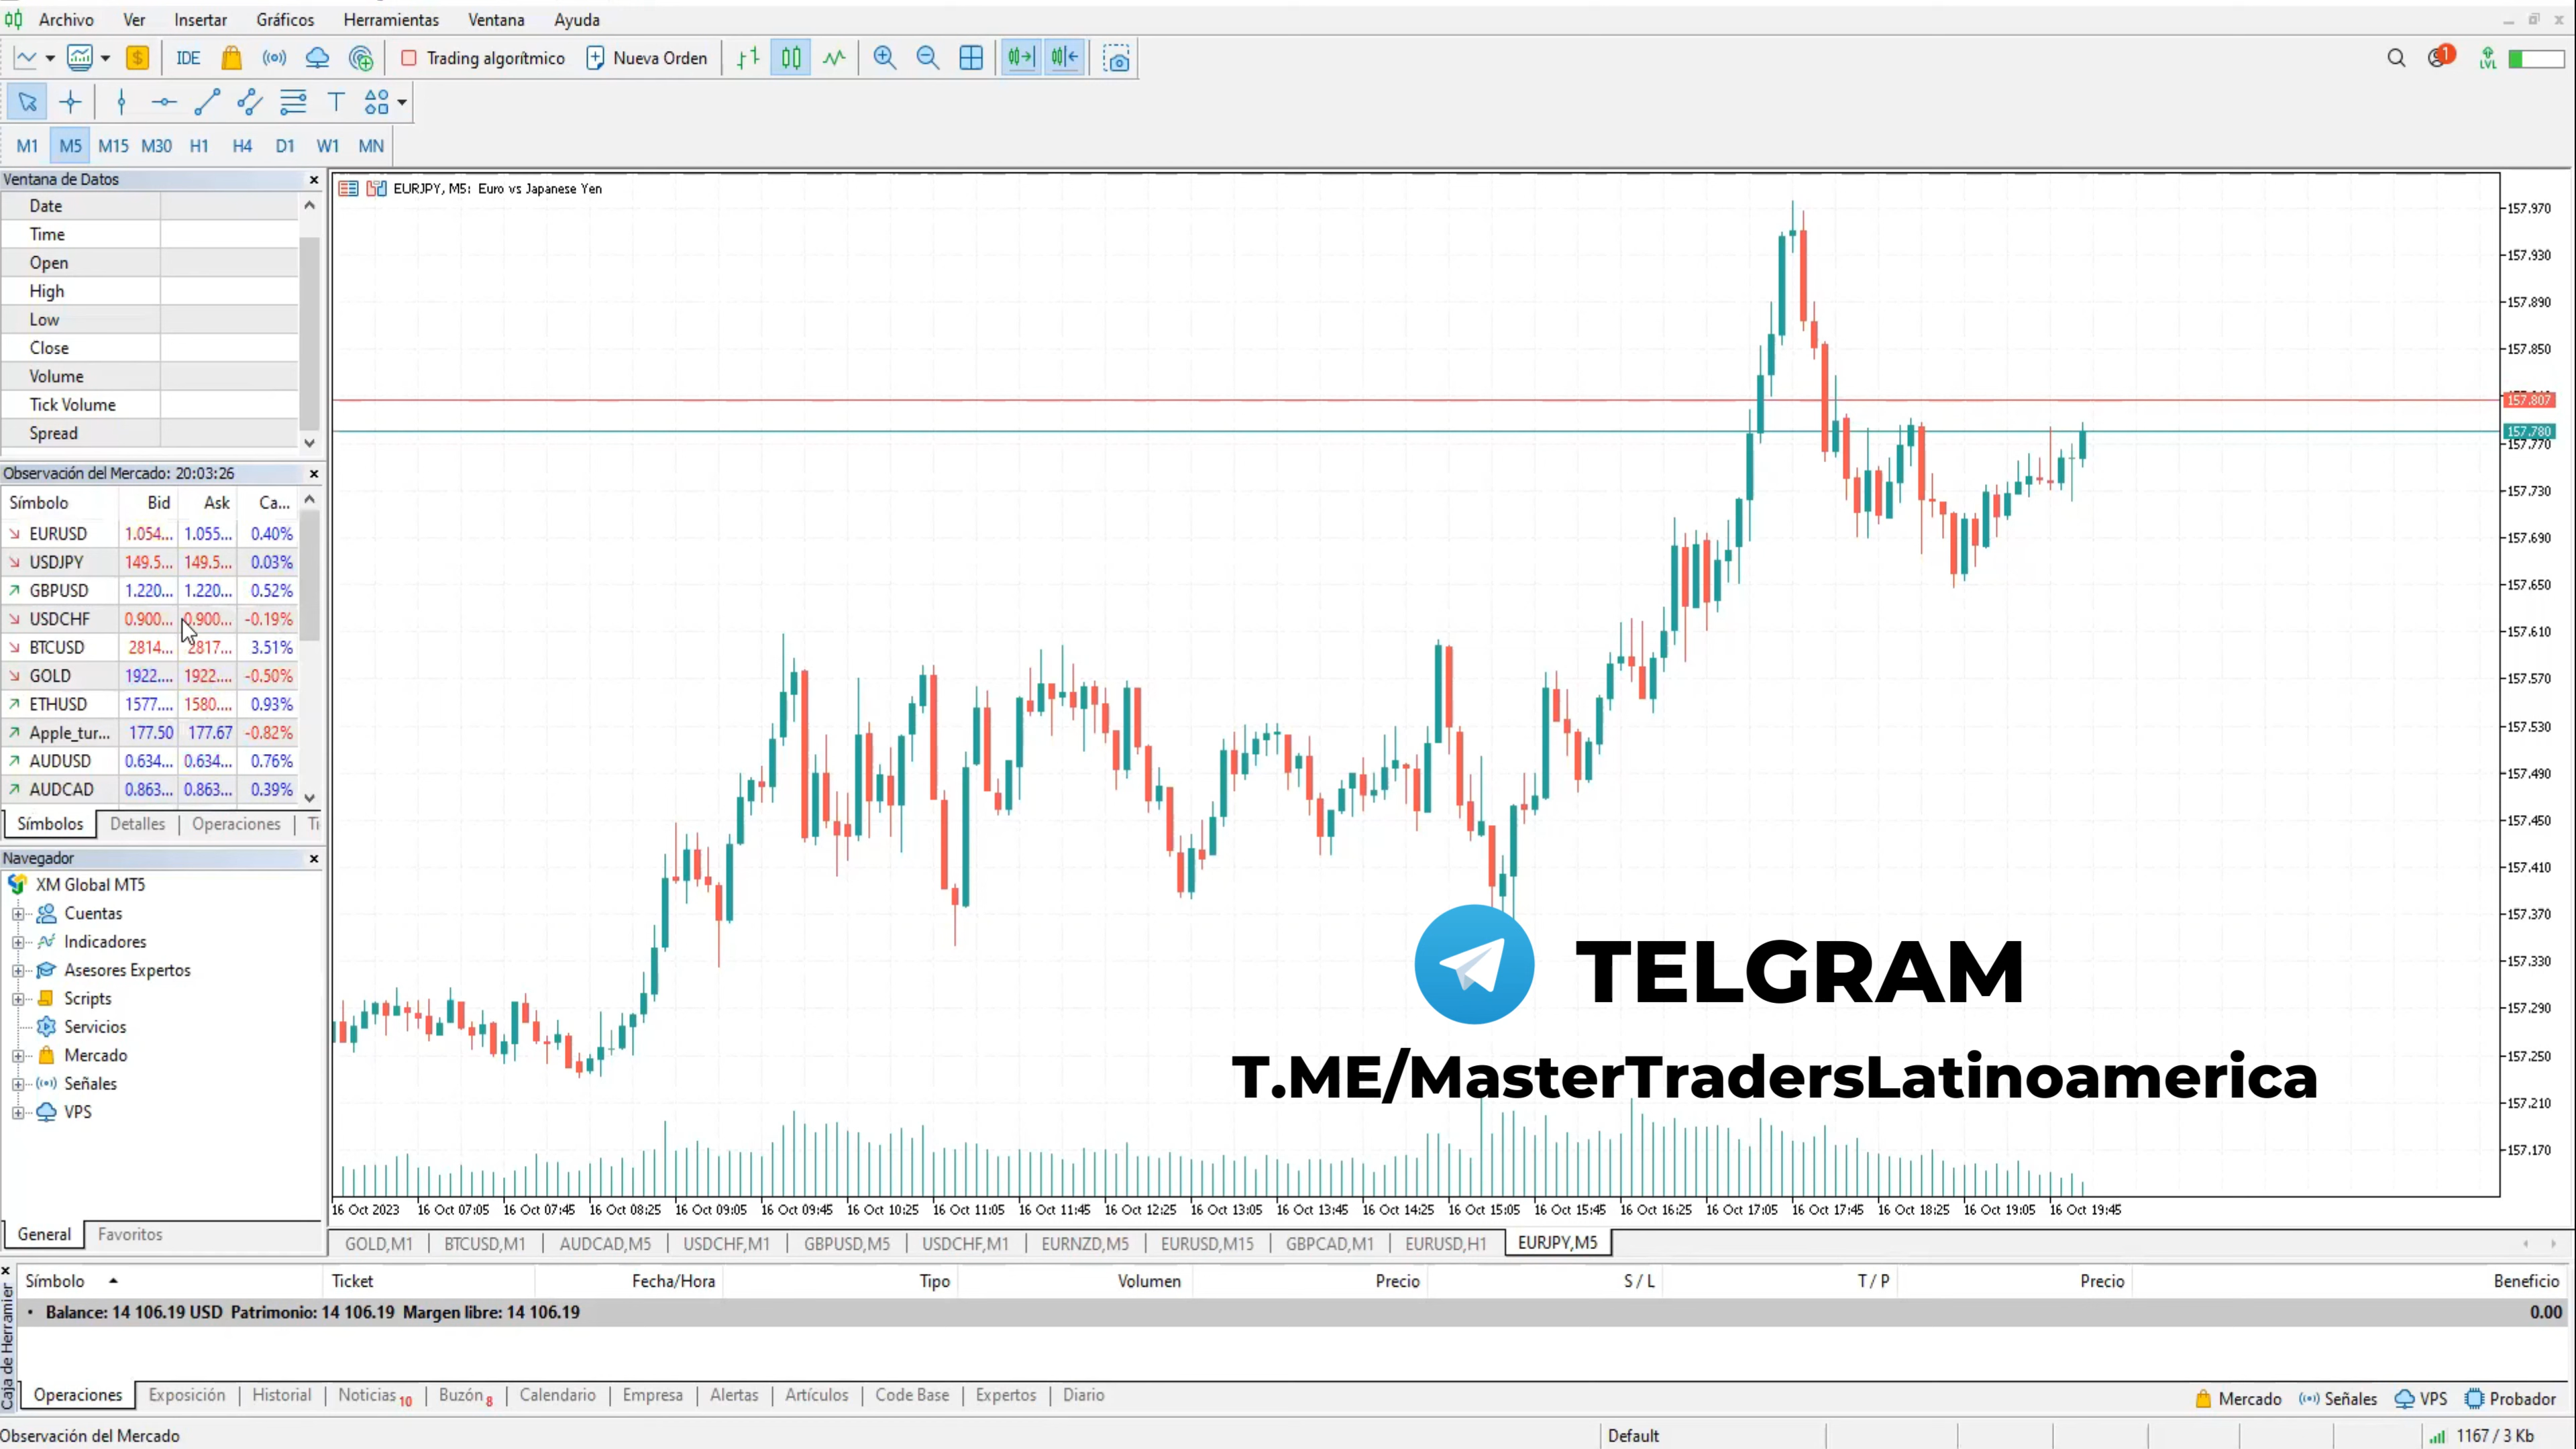 Archivo Ver Insertar Gráficos Herramientas Ventana Ayuda
IDE Trading algorítmico Nueva Orden 1 LVL
T
M1 M5 M15 M30 H1 H4 D1 W1 MN
Ventana de Datos
Date
Time
Open
High
Low
Close
Volume
Tick Volume
Spread
Observación del Mercado: 20:03:26
Símbolo Bid Ask Ca...
EURUSD 1.054... 1.055... 0.40%
USDJPY 149.5... 149.5... 0.03%
GBPUSD 1.220... 1.220... 0.52%
USDCHF 0.900... 0.900... -0.19%
BTCUSD 2814... 2817... 3.51%
GOLD 1922.... 1922.... -0.50%
ETHUSD 1577.... 1580.... 0.93%
Apple_tur... 177.50 177.67 -0.82%
AUDUSD 0.634... 0.634... 0.76%
AUDCAD 0.863... 0.863... 0.39%
Símbolos Detalles Operaciones Ti
Navegador
XM Global MT5
Cuentas
Indicadores
Asesores Expertos
Scripts
Servicios
Mercado
Señales
VPS
General Favoritos
EURJPY, M5: Euro vs Japanese Yen
157.970
157.930
157.890
157.850
157.807
157.780
157.770
157.730
157.690
157.650
157.610
157.570
157.530
157.490
157.450
157.410
157.370
157.330
157.290
157.250
157.210
157.170
TELGRAM
T.ME/MasterTradersLatinoamerica
16 Oct 2023 16 Oct 07:05 16 Oct 07:45 16 Oct 08:25 16 Oct 09:05 16 Oct 09:45 16 Oct 10:25 16 Oct 11:05 16 Oct 11:45 16 Oct 12:25 16 Oct 13:05 16 Oct 13:45 16 Oct 14:25 16 Oct 15:05 16 Oct 15:45 16 Oct 16:25 16 Oct 17:05 16 Oct 17:45 16 Oct 18:25 16 Oct 19:05 16 Oct 19:45
GOLD,M1 BTCUSD,M1 AUDCAD,M5 USDCHF,M1 GBPUSD,M5 USDCHF,M1 EURNZD,M5 EURUSD,M15 GBPCAD,M1 EURUSD,H1 EURJPY,M5
Caja de Herramier
Símbolo Ticket Fecha/Hora Tipo Volumen Precio S / L T / P Precio Beneficio
Balance: 14 106.19 USD Patrimonio: 14 106.19 Margen libre: 14 106.19 0.00
Operaciones Exposición Historial Noticias 10 Buzón 8 Calendario Empresa Alertas Artículos Code Base Expertos Diario Mercado Señales VPS Probador
Observación del Mercado Default 1167 / 3 Kb